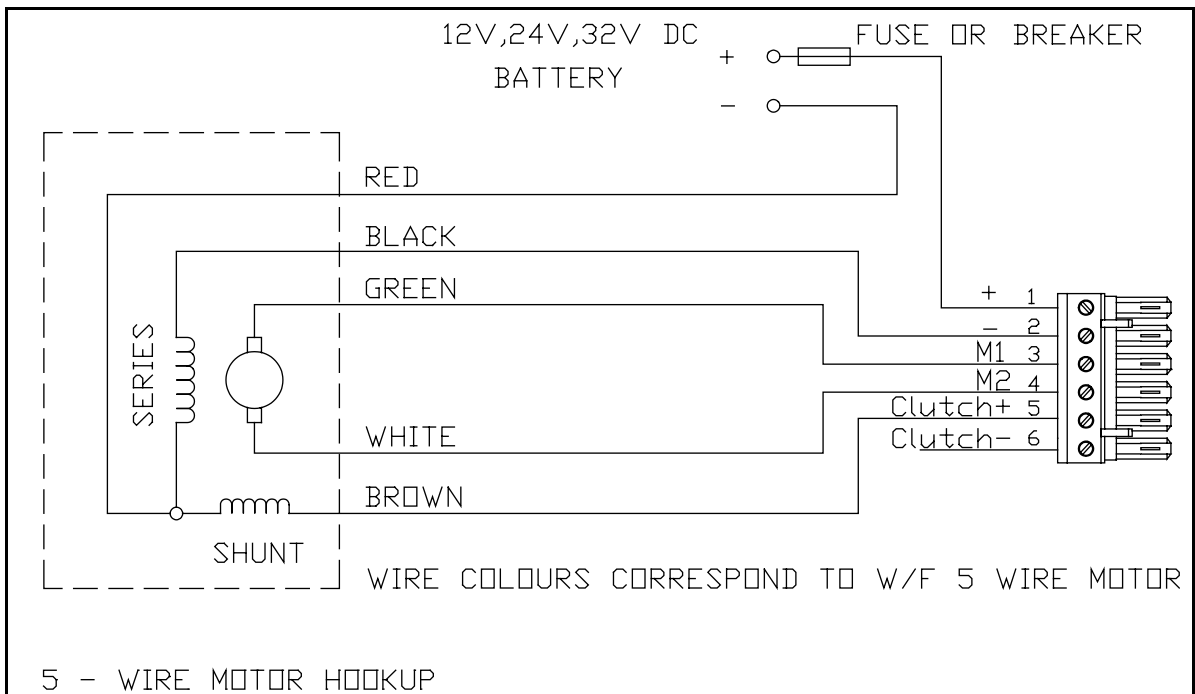 12V,24V,32V DC
BATTERY
+
-
FUSE OR BREAKER
RED
BLACK
GREEN
SERIES
WHITE
BROWN
SHUNT
+ 1
- 2
M1 3
M2 4
Clutch+ 5
Clutch- 6
WIRE COLOURS CORRESPOND TO W/F 5 WIRE MOTOR
5 - WIRE MOTOR HOOKUP